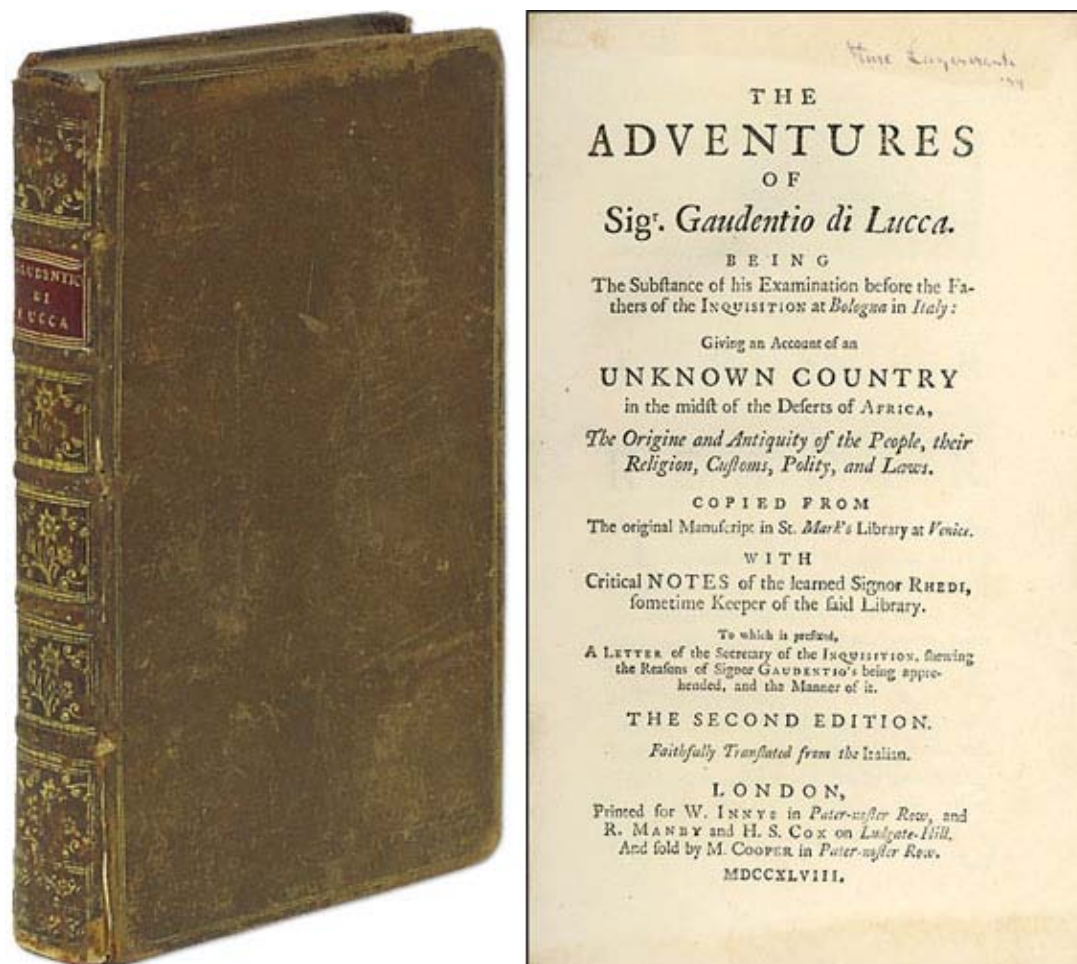 GAUDENTIO
DI
LUCCA
THE
ADVENTURES
OF
Sigʳ. Gaudentio di Lucca.
BEING
The Subſtance of his Examination before the Fa-
thers of the INQUISITION at Bologna in Italy:
Giving an Account of an
UNKNOWN COUNTRY
in the midſt of the Deſerts of AFRICA,
The Origine and Antiquity of the People, their
Religion, Cuſtoms, Polity, and Laws.
COPIED FROM
The original Manuſcript in St. Mark's Library at Venice.
WITH
Critical NOTES of the learned Signor RHEDI,
ſometime Keeper of the ſaid Library.
To which is prefixed,
A LETTER of the Secretary of the INQUISITION, ſhewing
the Reaſons of Signor GAUDENTIO's being appre-
hended, and the Manner of it.
THE SECOND EDITION.
Faithfully Tranſlated from the Italian.
LONDON,
Printed for W. INNYS in Pater-noſter Row, and
R. MANBY and H. S. COX on Ludgate-Hill.
And ſold by M. COOPER in Pater-noſter Row.
MDCCXLVIII.